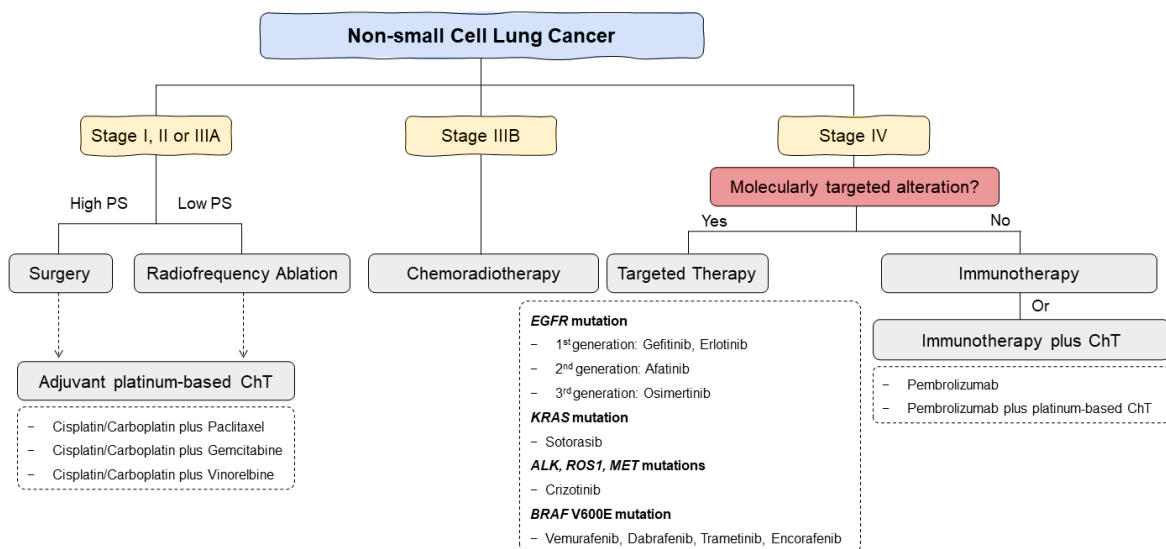 Non-small Cell Lung Cancer
Stage I, II or IIIA
Stage IIIB
Stage IV
Molecularly targeted alteration?
High PS
Low PS
Yes
No
Surgery
Radiofrequency Ablation
Chemoradiotherapy
Targeted Therapy
Immunotherapy
Or
Immunotherapy plus ChT
Adjuvant platinum-based ChT
− Cisplatin/Carboplatin plus Paclitaxel
− Cisplatin/Carboplatin plus Gemcitabine
− Cisplatin/Carboplatin plus Vinorelbine
EGFR mutation
− 1st generation: Gefitinib, Erlotinib
− 2nd generation: Afatinib
− 3rd generation: Osimertinib
KRAS mutation
− Sotorasib
ALK, ROS1, MET mutations
− Crizotinib
BRAF V600E mutation
− Vemurafenib, Dabrafenib, Trametinib, Encorafenib
− Pembrolizumab
− Pembrolizumab plus platinum-based ChT